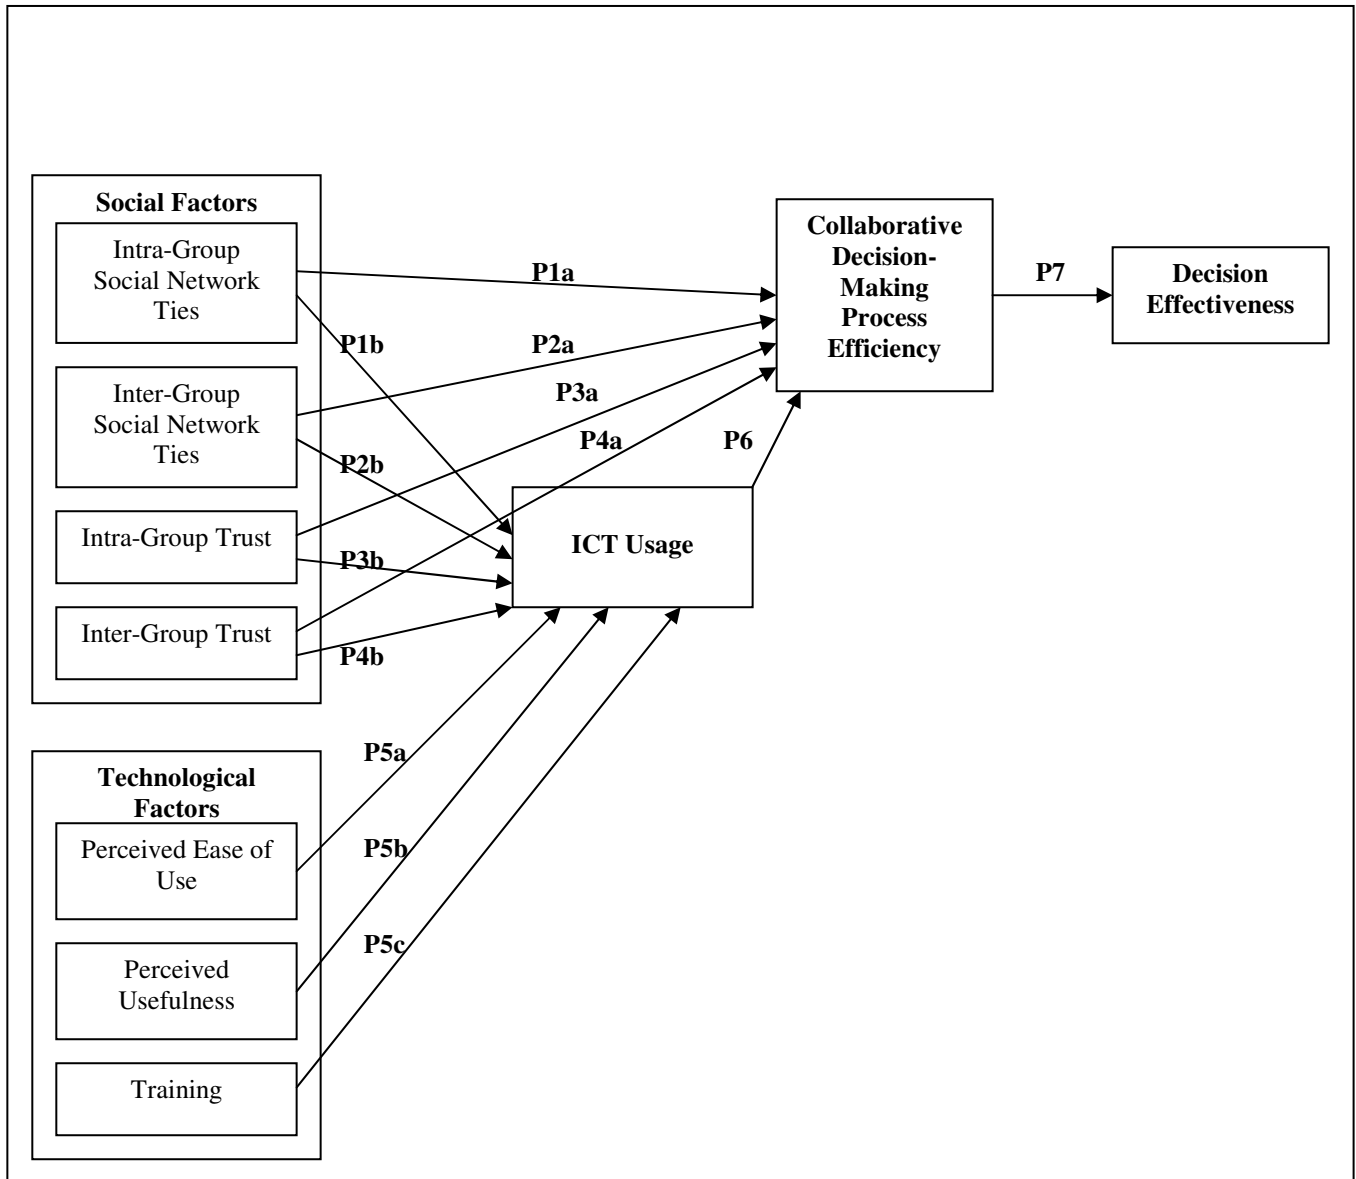 Social Factors
Intra-Group
Social Network
Ties
Inter-Group
Social Network
Ties
Intra-Group Trust
Inter-Group Trust
Technological
Factors
Perceived Ease of
Use
Perceived
Usefulness
Training
P1a
P1b
P2a
P2b
P3a
P3b
P4a
P4b
P5a
P5b
P5c
ICT Usage
P6
Collaborative
Decision-
Making
Process
Efficiency
P7
Decision
Effectiveness